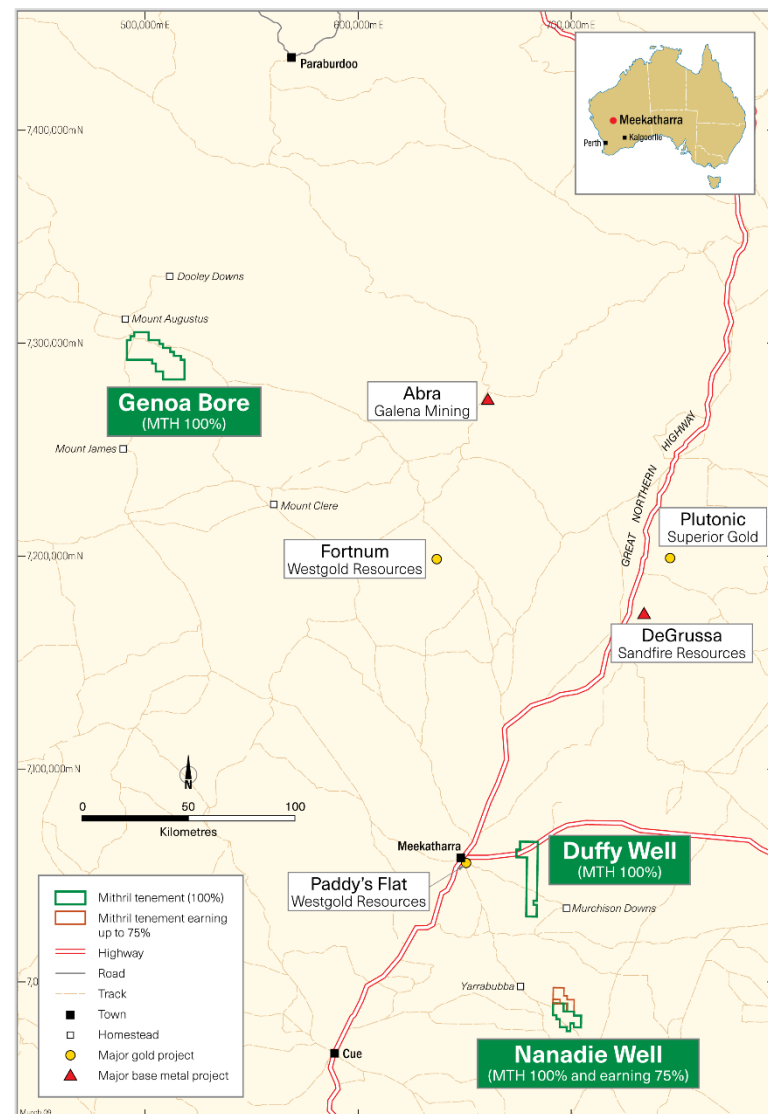 500,000mE
600,000mE
700,000mE
Paraburdoo
7,400,000mN
Meekatharra
Perth
Kalgoorlie
Dooley Downs
Mount Augustus
7,300,030mN
Genoa Bore
(MTH 100%)
Abra
Galena Mining
Mount James
Mount Clere
GREAT NORTHERN HIGHWAY
Plutonic
Superior Gold
7,200,000mN
Fortnum
Westgold Resources
DeGrussa
Sandfire Resources
7,100,000mN
N
0 50 100
Kilometres
Meekatharra
Duffy Well
(MTH 100%)
Paddy's Flat
Westgold Resources
Murchison Downs
Yarrabubba
Nanadie Well
(MTH 100% and earning 75%)
Cue
Mithril tenement (100%)
Mithril tenement earning
up to 75%
Highway
Road
Track
Town
Homestead
Major gold project
Major base metal project